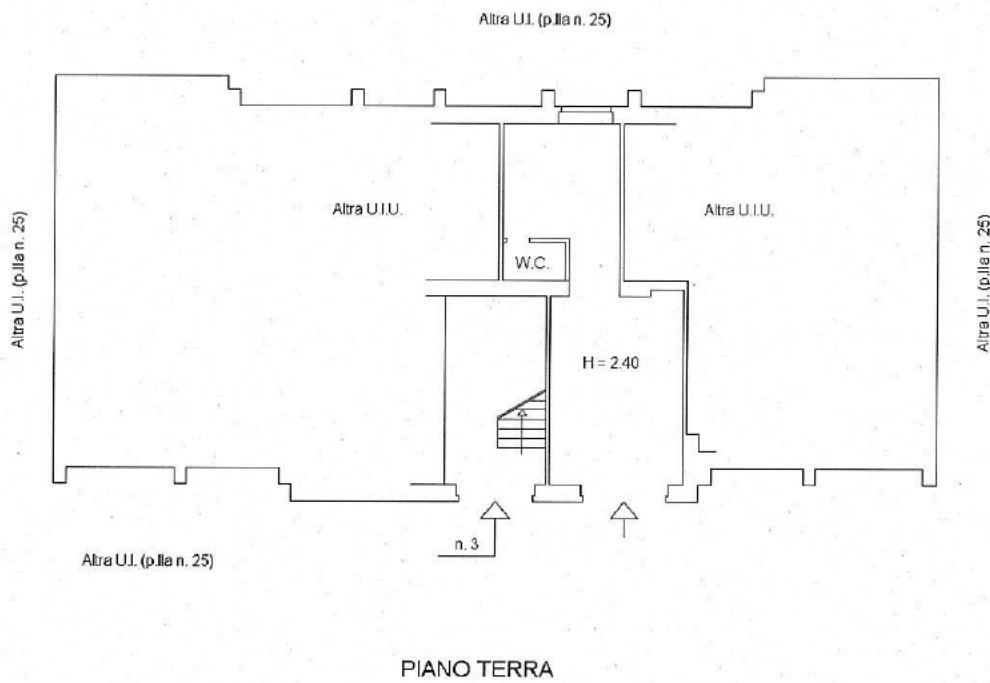 Altra U.I. (p.lla n. 25)
Altra U.I.U.
Altra U.I.U.
Altra U.I. (p.lla n. 25)
Altra U.I. (p.lla n. 25)
W.C.
H = 2.40
n. 3
Altra U.I. (p.lla n. 25)
PIANO TERRA